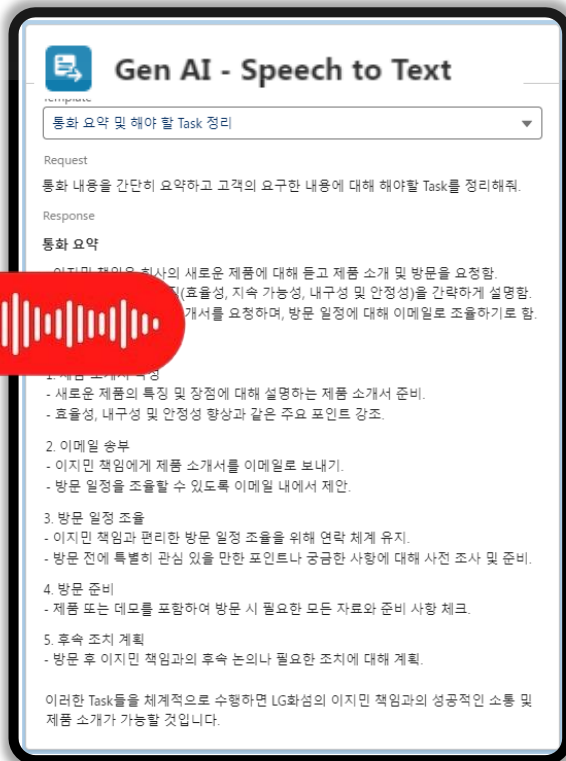 Gen AI - Speech to Text
통화 요약 및 해야 할 Task 정리
Request
통화 내용을 간단히 요약하고 고객의 요구한 내용에 대해 해야할 Task를 정리해줘.
Response
통화 요약
회사의 새로운 제품에 대해 듣고 제품 소개 및 방문을 요청함.
(효율성, 지속 가능성, 내구성 및 안정성)을 간략하게 설명함.
개서를 요청하며, 방문 일정에 대해 이메일로 조율하기로 함.
- 새로운 제품의 특징 및 장점에 대해 설명하는 제품 소개서 준비.
- 효율성, 내구성 및 안정성 향상과 같은 주요 포인트 강조.
2. 이메일 송부
- 이지민 책임에게 제품 소개서를 이메일로 보내기.
- 방문 일정을 조율할 수 있도록 이메일 내에서 제안.
3. 방문 일정 조율
- 이지민 책임과 편리한 방문 일정 조율을 위해 연락 체계 유지.
- 방문 전에 특별히 관심 있을 만한 포인트나 궁금한 사항에 대해 사전 조사 및 준비.
4. 방문 준비
- 제품 또는 데모를 포함하여 방문 시 필요한 모든 자료와 준비 사항 체크.
5. 후속 조치 계획
- 방문 후 이지민 책임과의 후속 논의나 필요한 조치에 대해 계획.
이러한 Task들을 체계적으로 수행하면 LG화섬의 이지민 책임과의 성공적인 소통 및
제품 소개가 가능할 것입니다.